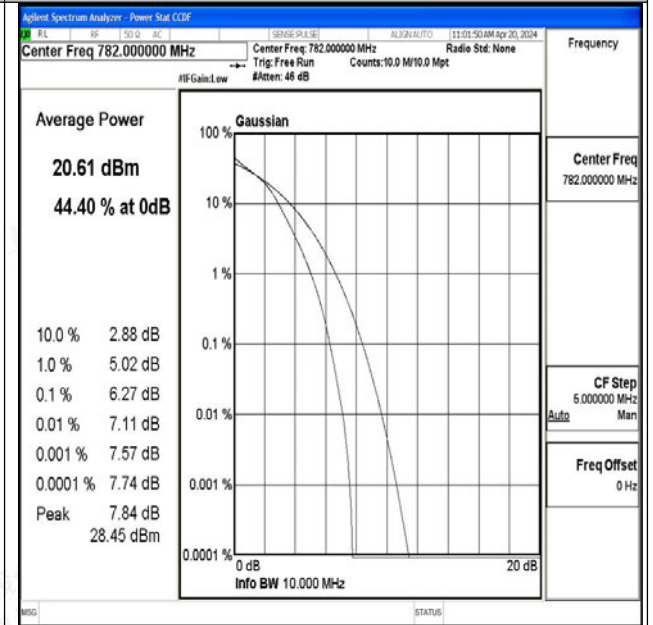 Agilent Spectrum Analyzer - Power Stat CCDF
RL RF 50 Ω AC SENSE:PULSE ALIGN AUTO 11:01:50 AM Apr 20, 2024
Center Freq 782.000000 MHz
Center Freq: 782.000000 MHz Radio Std: None
Trig: Free Run Counts:10.0 M/10.0 Mpt
#IFGain:Low #Atten: 46 dB
Frequency
Average Power
20.61 dBm
44.40 % at 0dB
10.0 % 2.88 dB
1.0 % 5.02 dB
0.1 % 6.27 dB
0.01 % 7.11 dB
0.001 % 7.57 dB
0.0001 % 7.74 dB
Peak 7.84 dB
28.45 dBm
Gaussian
100 %
10 %
1 %
0.1 %
0.01 %
0.001 %
0.0001 %
0 dB 20 dB
Info BW 10.000 MHz
Center Freq
782.000000 MHz
CF Step
5.000000 MHz
Auto Man
Freq Offset
0 Hz
MSG STATUS